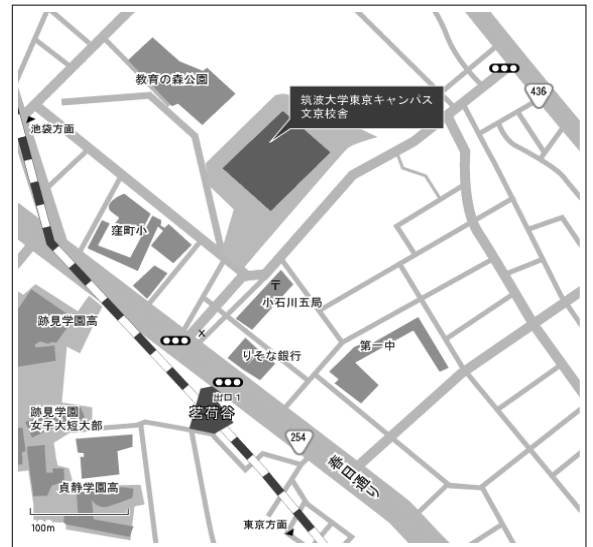 教育の森公園
筑波大学東京キャンパス
文京校舎
436
池袋方面
窪町小
〒
小石川五局
跡見学園高
x
りそな銀行
第一中
出口1
茗荷谷
跡見学園
女子大短大部
254
春日通り
貞静学園高
100m
東京方面